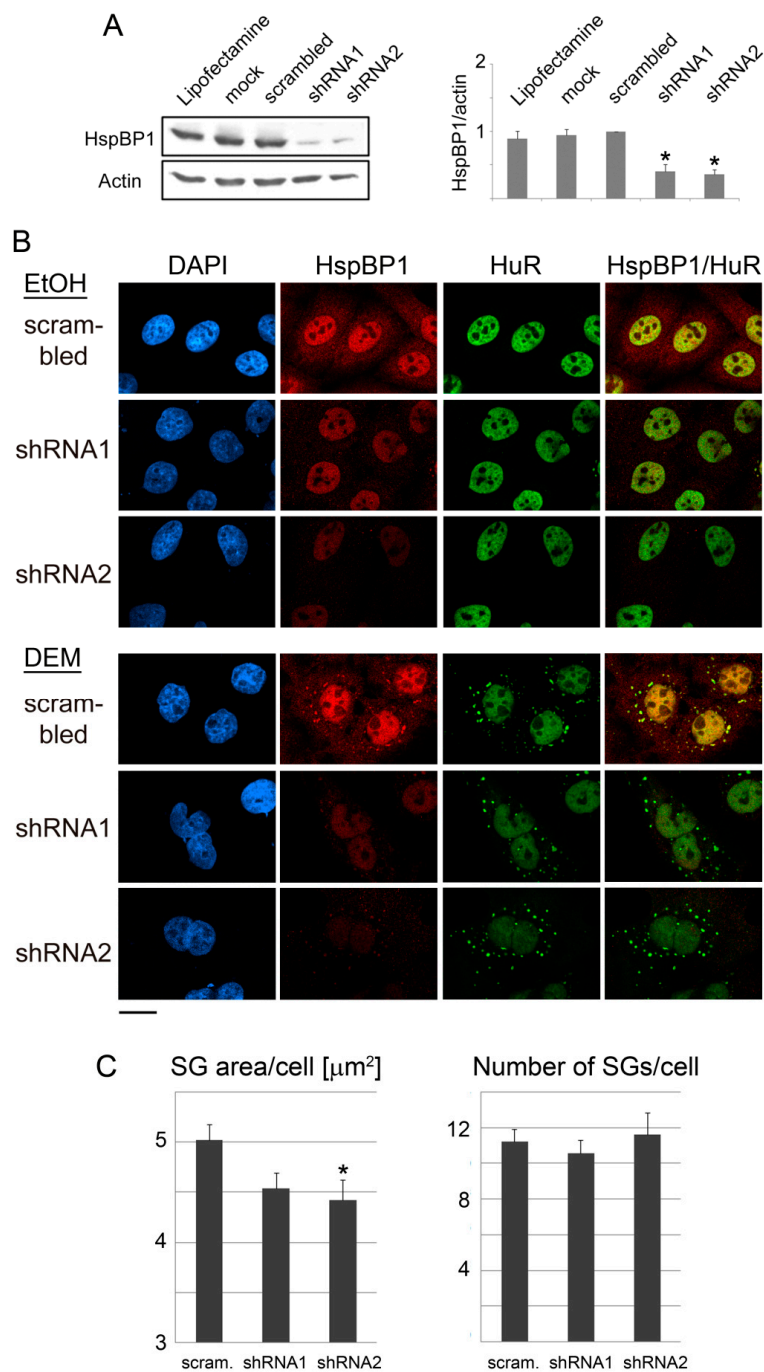 A
Lipofectamine
mock
scrambled
shRNA1
shRNA2
HspBP1
Actin
Lipofectamine
mock
scrambled
shRNA1
shRNA2
HspBP1/actin
2
1
*
*
B
DAPI
HspBP1
HuR
HspBP1/HuR
EtOH
scram-
bled
shRNA1
shRNA2
DEM
scram-
bled
shRNA1
shRNA2
C
SG area/cell [μm²]
5
4
3
*
scram.
shRNA1
shRNA2
Number of SGs/cell
12
8
4
scram.
shRNA1
shRNA2